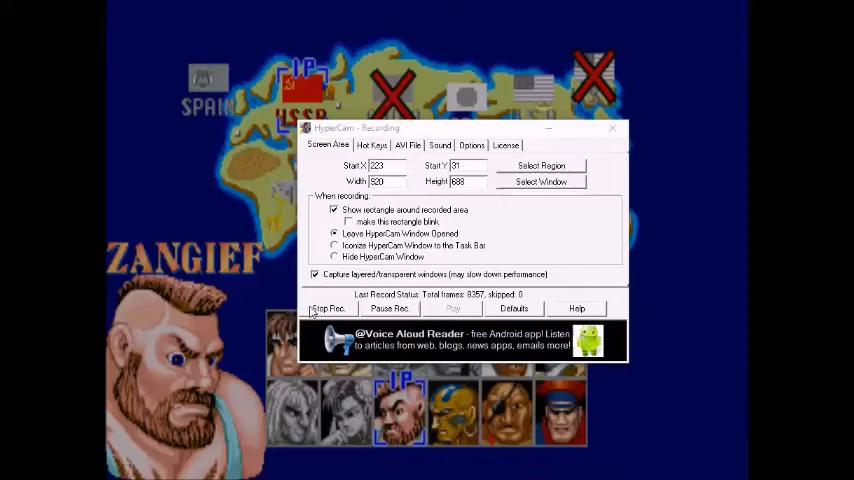 1P
SPAIN
USSR
HyperCam - Recording
Screen Area Hot Keys AVI File Sound Options License
Start X 223 Start Y 31 Select Region
Width 920 Height 688 Select Window
When recording:
Show rectangle around recorded area
make this rectangle blink
Leave HyperCam Window Opened
Iconize HyperCam Window to the Task Bar
Hide HyperCam Window
Capture layered/transparent windows (may slow down performance)
Last Record Status: Total frames: 8357, skipped: 0
Stop Rec. Pause Rec. Play Defaults Help
@Voice Aloud Reader - free Android app! Listen
to articles from web, blogs, news apps, emails more!
ZANGIEF
1P